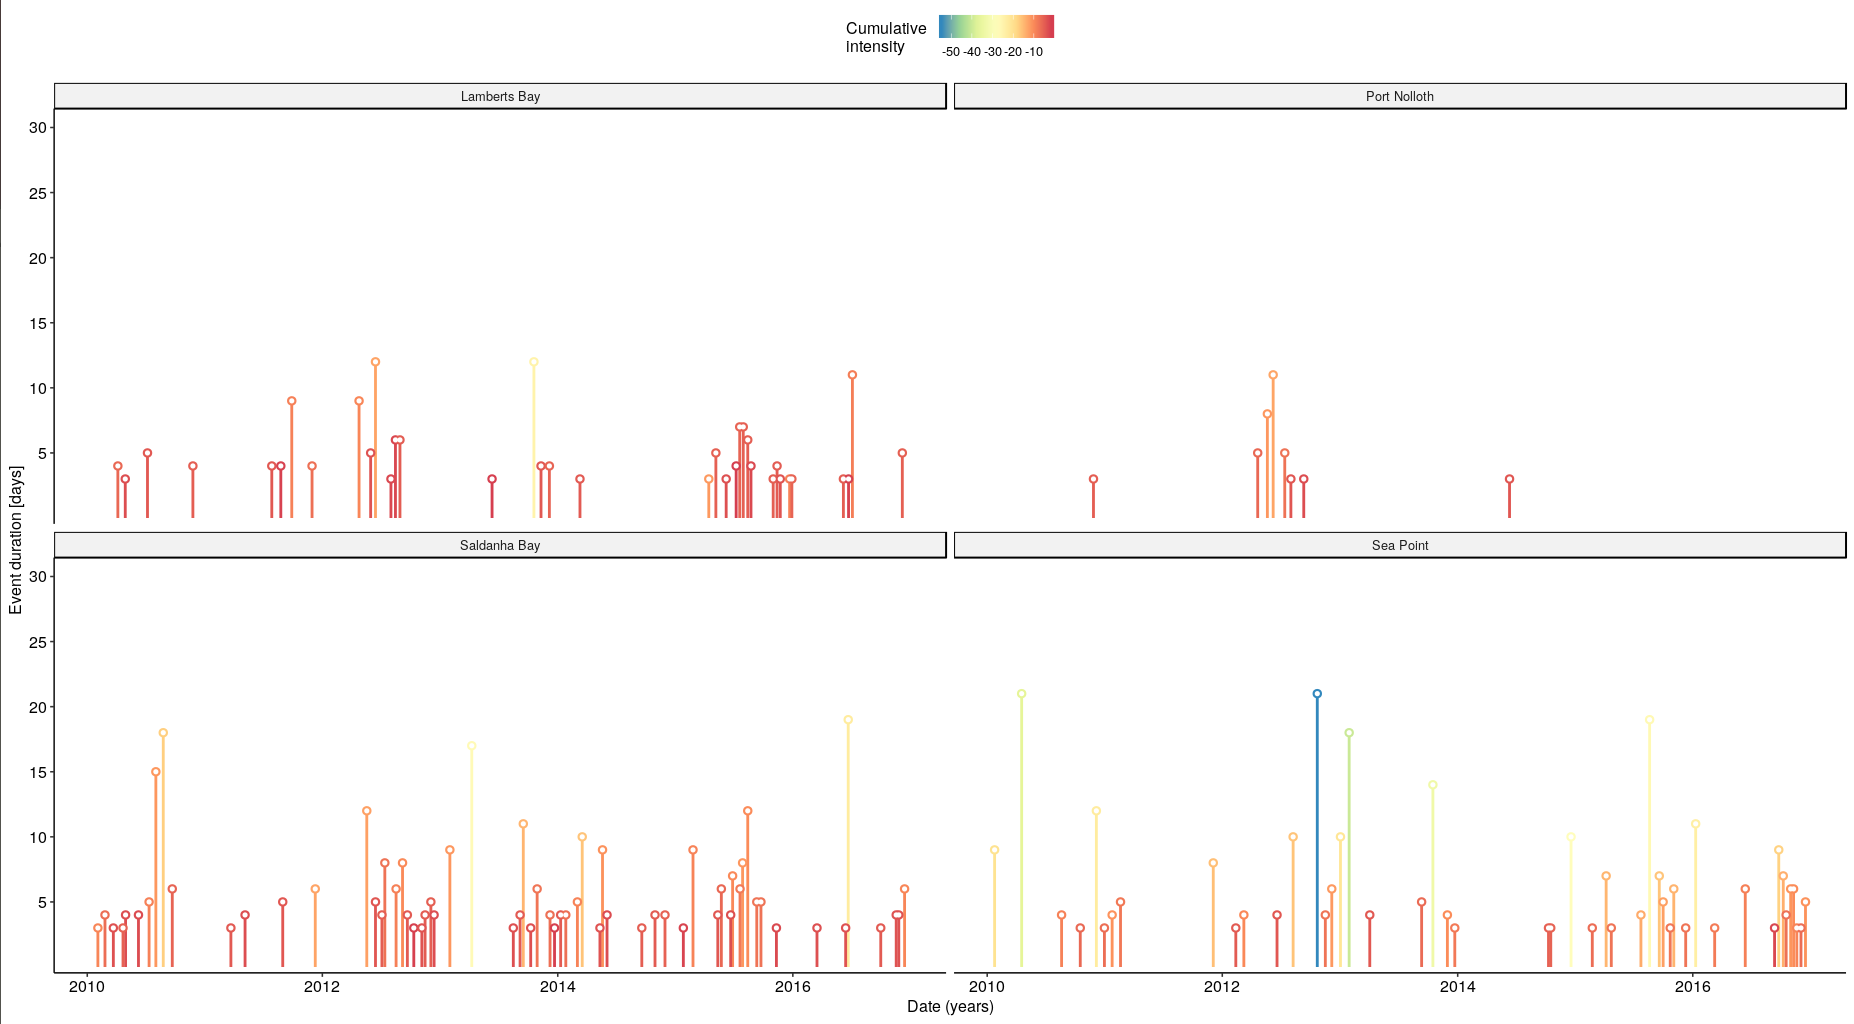 Cumulative
intensity
-50 -40 -30 -20 -10
Lamberts Bay
Port Nolloth
30
25
20
15
10
5
Saldanha Bay
Sea Point
Event duration [days]
30
25
20
15
10
5
2010 2012 2014 2016 2010 2012 2014 2016
Date (years)